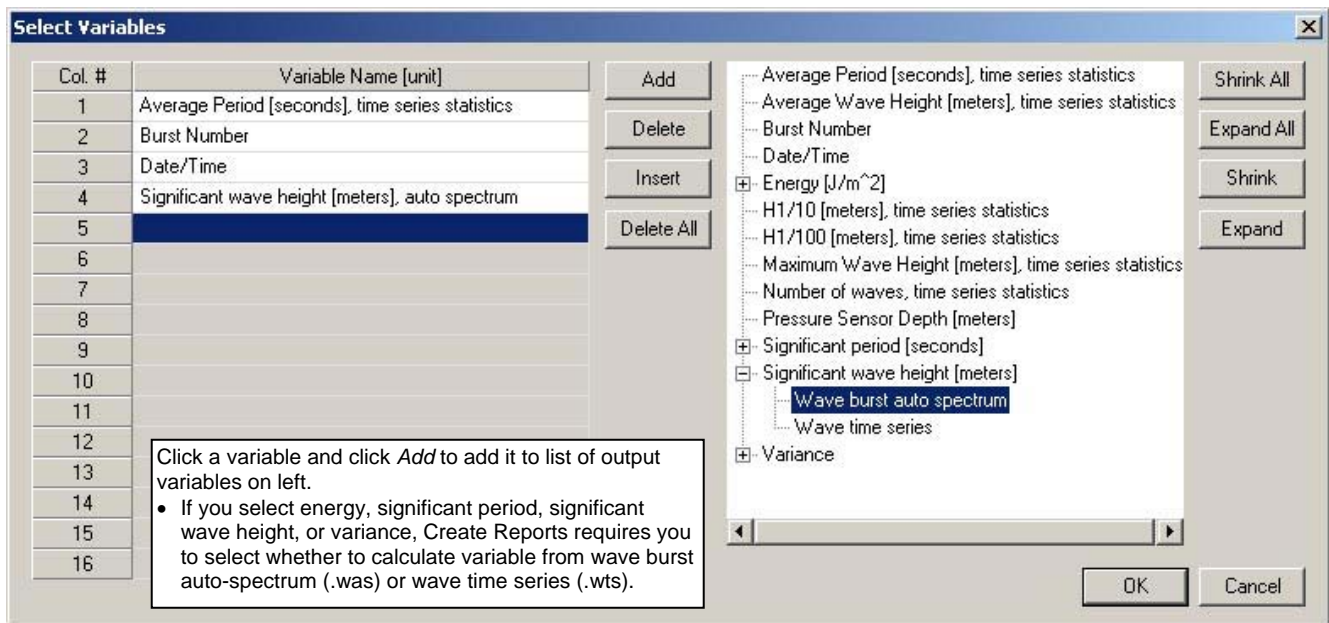 Select Variables
Col. # Variable Name [unit]
1 Average Period [seconds], time series statistics
2 Burst Number
3 Date/Time
4 Significant wave height [meters], auto spectrum
5
6
7
8
9
10
11
12
13
14
15
16
Add
Delete
Insert
Delete All
Average Period [seconds], time series statistics
Average Wave Height [meters], time series statistics
Burst Number
Date/Time
Energy [J/m^2]
H1/10 [meters], time series statistics
H1/100 [meters], time series statistics
Maximum Wave Height [meters], time series statistics
Number of waves, time series statistics
Pressure Sensor Depth [meters]
Significant period [seconds]
Significant wave height [meters]
Wave burst auto spectrum
Wave time series
Variance
Shrink All
Expand All
Shrink
Expand
Click a variable and click Add to add it to list of output
variables on left.
• If you select energy, significant period, significant
wave height, or variance, Create Reports requires you
to select whether to calculate variable from wave burst
auto-spectrum (.was) or wave time series (.wts).
OK Cancel